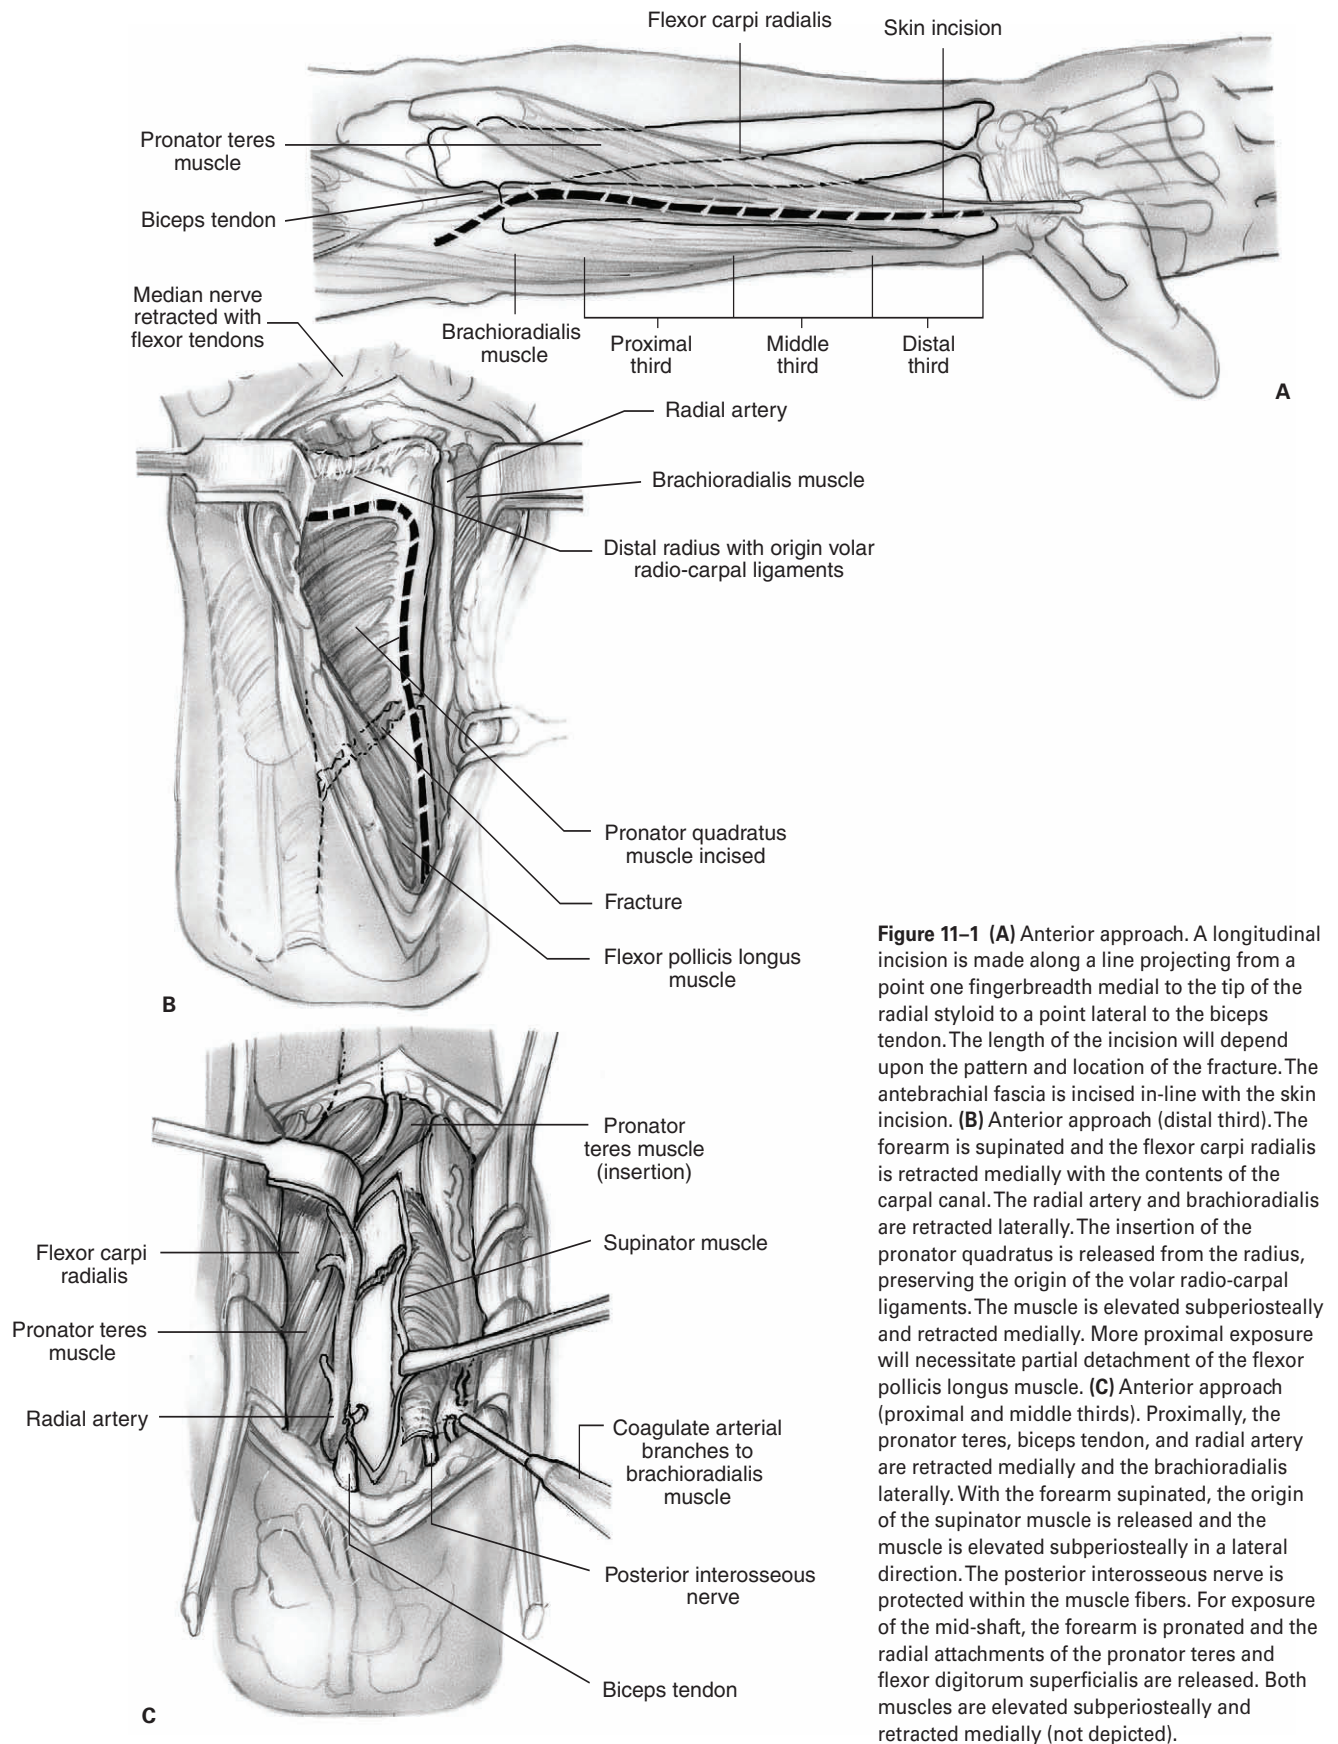 Flexor carpi radialis
Skin incision
Pronator teres
muscle
Biceps tendon
Median nerve
retracted with
flexor tendons
Brachioradialis
muscle
Proximal
third
Middle
third
Distal
third
A
Radial artery
Brachioradialis muscle
Distal radius with origin volar
radio-carpal ligaments
Pronator quadratus
muscle incised
Fracture
Flexor pollicis longus
muscle
B
Pronator
teres muscle
(insertion)
Supinator muscle
Flexor carpi
radialis
Pronator teres
muscle
Radial artery
Coagulate arterial
branches to
brachioradialis
muscle
Posterior interosseous
nerve
Biceps tendon
C
Figure 11–1 (A) Anterior approach. A longitudinal
incision is made along a line projecting from a
point one fingerbreadth medial to the tip of the
radial styloid to a point lateral to the biceps
tendon. The length of the incision will depend
upon the pattern and location of the fracture. The
antebrachial fascia is incised in-line with the skin
incision. (B) Anterior approach (distal third). The
forearm is supinated and the flexor carpi radialis
is retracted medially with the contents of the
carpal canal. The radial artery and brachioradialis
are retracted laterally. The insertion of the
pronator quadratus is released from the radius,
preserving the origin of the volar radio-carpal
ligaments. The muscle is elevated subperiosteally
and retracted medially. More proximal exposure
will necessitate partial detachment of the flexor
pollicis longus muscle. (C) Anterior approach
(proximal and middle thirds). Proximally, the
pronator teres, biceps tendon, and radial artery
are retracted medially and the brachioradialis
laterally. With the forearm supinated, the origin
of the supinator muscle is released and the
muscle is elevated subperiosteally in a lateral
direction. The posterior interosseous nerve is
protected within the muscle fibers. For exposure
of the mid-shaft, the forearm is pronated and the
radial attachments of the pronator teres and
flexor digitorum superficialis are released. Both
muscles are elevated subperiosteally and
retracted medially (not depicted).